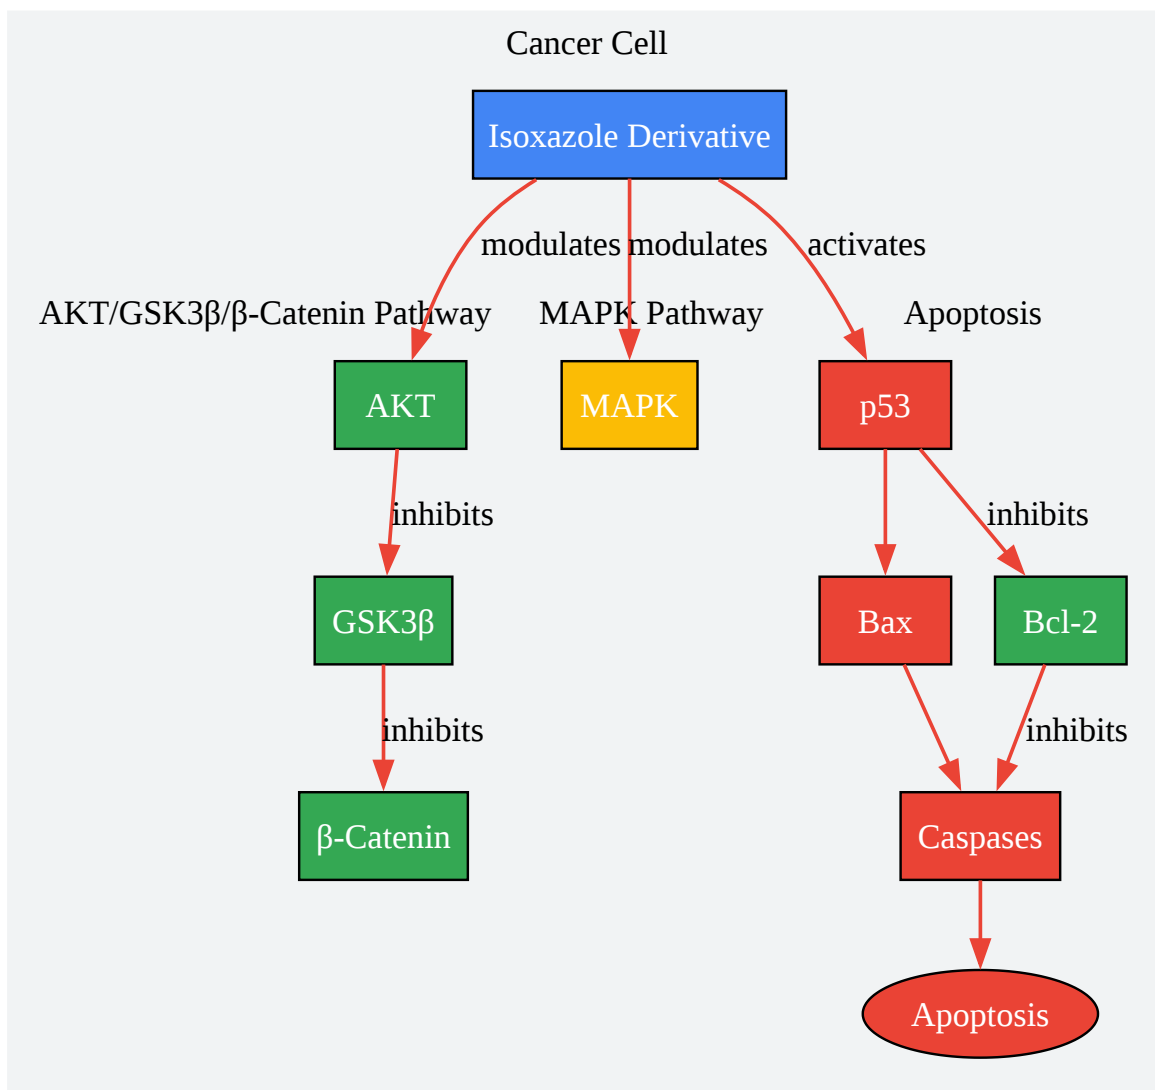 Cancer Cell
Isoxazole Derivative
modulates
modulates
activates
AKT/GSK3β/β-Catenin Pathway
MAPK Pathway
Apoptosis
AKT
MAPK
p53
inhibits
inhibits
GSK3β
Bax
Bcl-2
inhibits
inhibits
β-Catenin
Caspases
Apoptosis